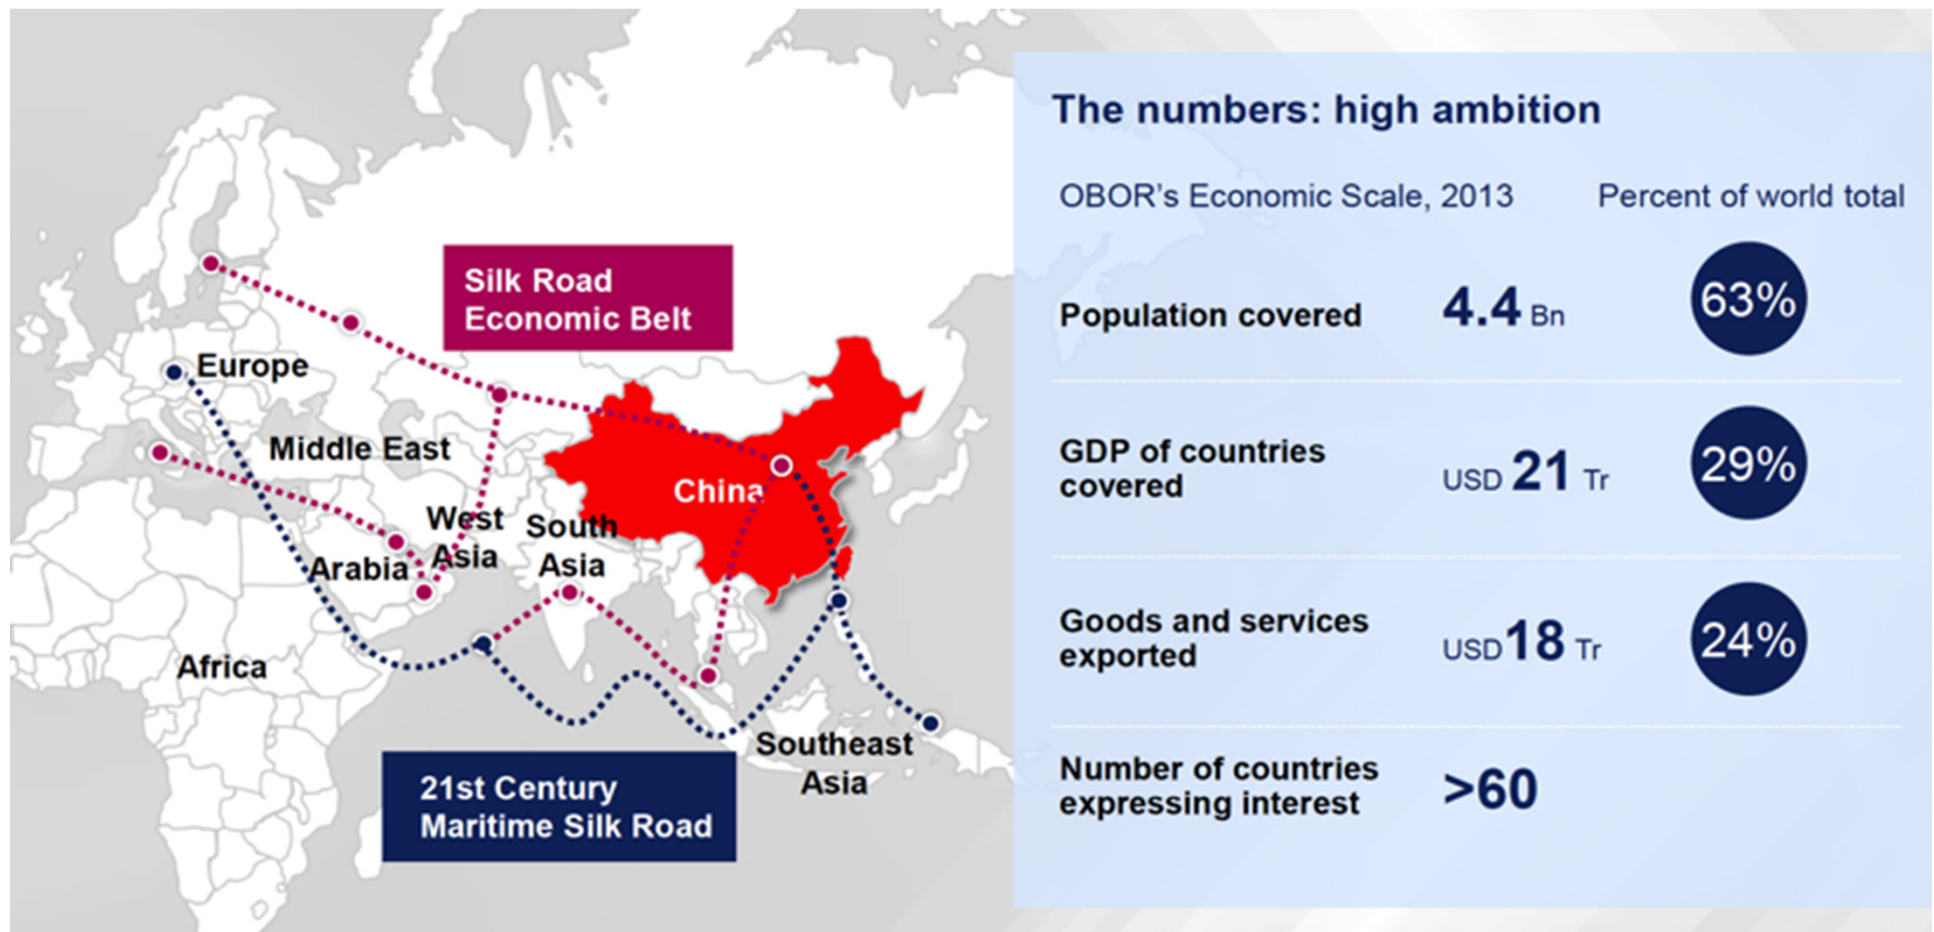 The numbers: high ambition
OBOR's Economic Scale, 2013
Percent of world total
Population covered
4.4 Bn
63%
GDP of countries
covered
USD 21 Tr
29%
Goods and services
exported
USD 18 Tr
24%
Number of countries
expressing interest
>60
Silk Road
Economic Belt
Europe
Middle East
China
West
Asia
South
Asia
Arabia
Africa
Southeast
Asia
21st Century
Maritime Silk Road